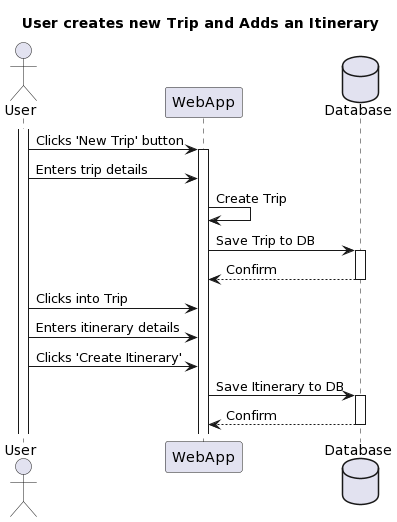 User creates new Trip and Adds an Itinerary
User
WebApp
Database
Clicks 'New Trip' button
Enters trip details
Create Trip
Save Trip to DB
Confirm
Clicks into Trip
Enters itinerary details
Clicks 'Create Itinerary'
Save Itinerary to DB
Confirm
User
WebApp
Database